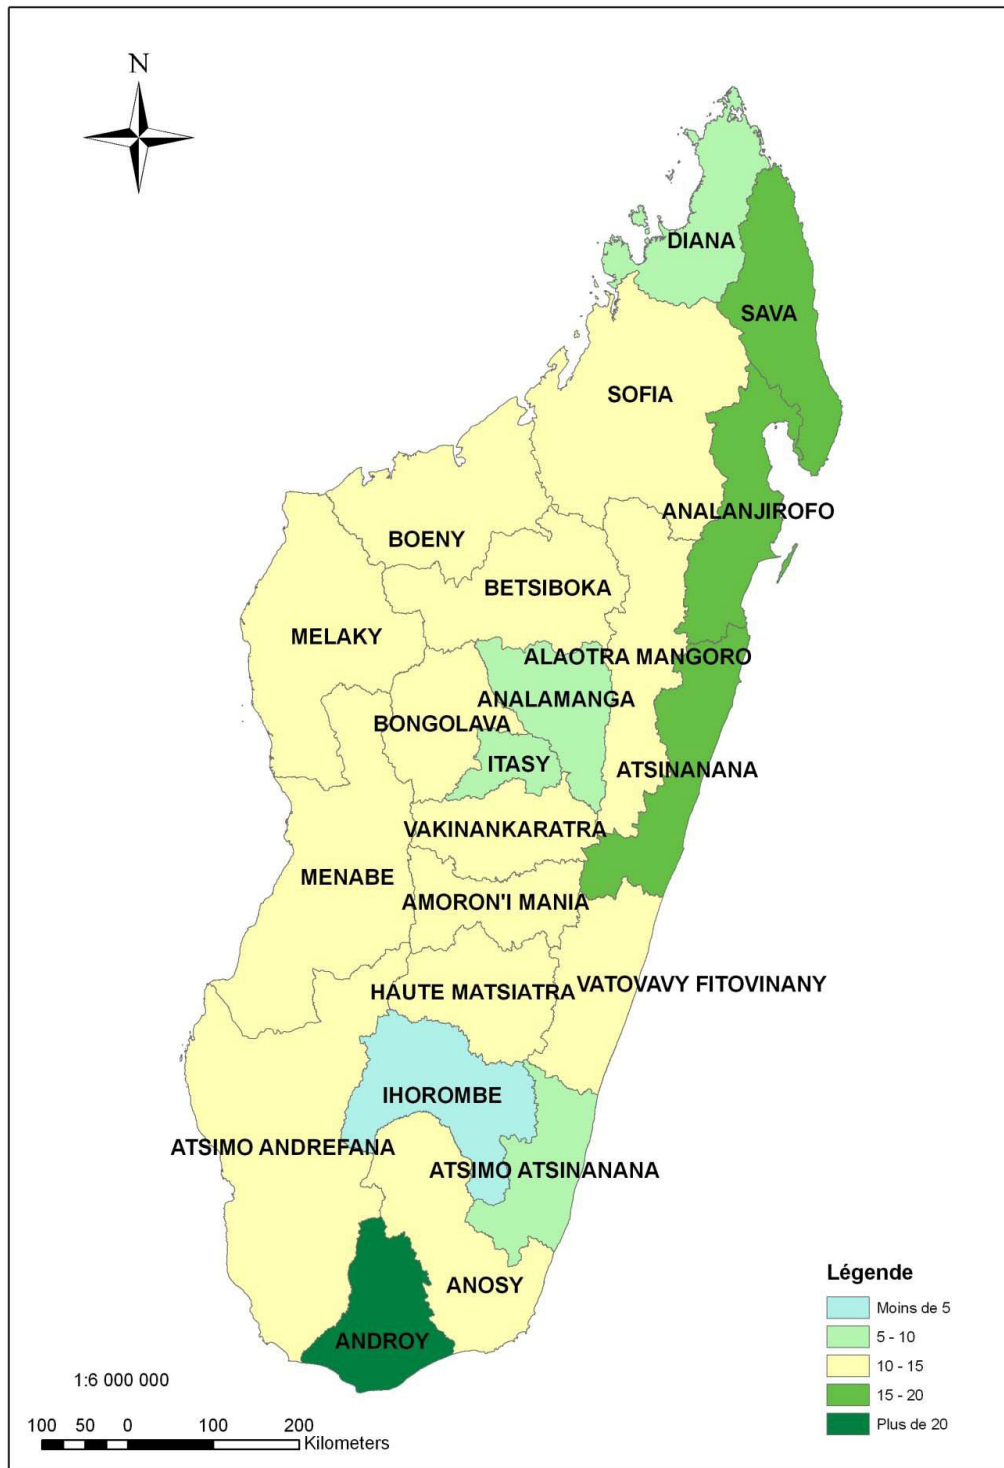 N
DIANA
SAVA
SOFIA
ANALANJIROFO
BOENY
BETSIBOKA
MELAKY
ALAOTRA MANGORO
ANALAMANGA
BONGOLAVA
ITASY
ATSINANANA
VAKINANKARATRA
MENABE
AMORON'I MANIA
HAUTE MATSIATRA
VATOVAVY FITOVINANY
IHOROMBE
ATSIMO ANDREFANA
ATSIMO ATSINANANA
ANOSY
ANDROY
Légende
Moins de 5
5 - 10
10 - 15
15 - 20
Plus de 20
1:6 000 000
100 50 0 100 200
Kilometers